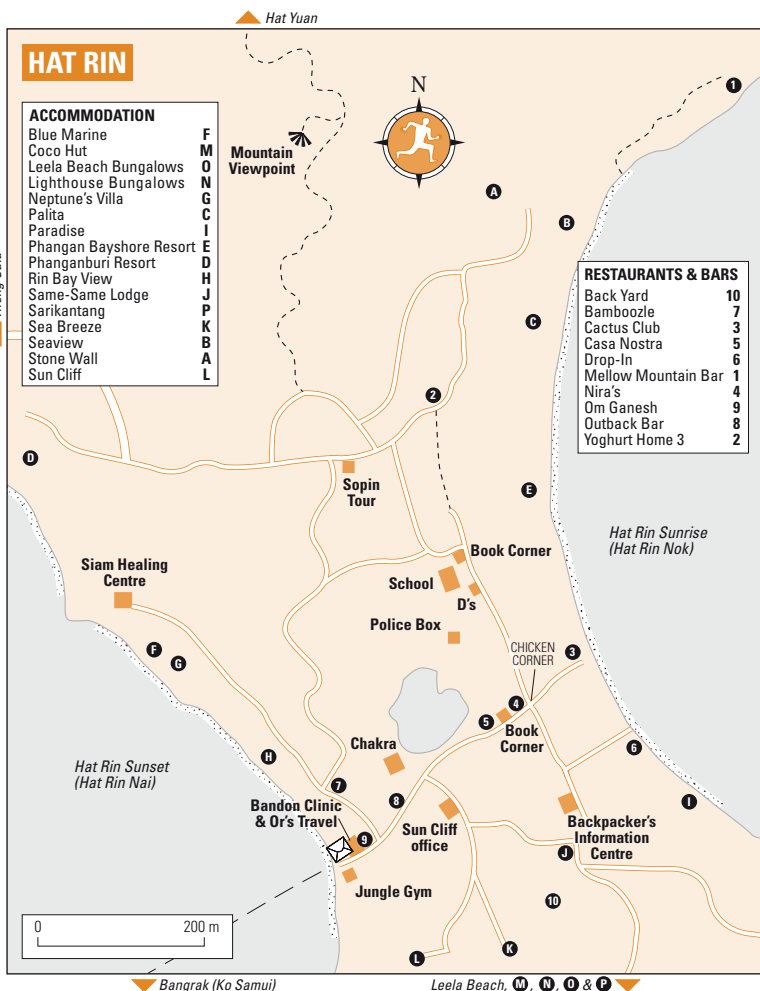 Hat Yuan
HAT RIN
N
ACCOMMODATION
Blue Marine F
Coco Hut M
Leela Beach Bungalows O
Lighthouse Bungalows N
Neptune's Villa G
Palita C
Paradise I
Phangan Bayshore Resort E
Phanganburi Resort D
Rin Bay View H
Same-Same Lodge J
Sarikantang P
Sea Breeze K
Seaview B
Stone Wall A
Sun Cliff L
Mountain
Viewpoint
1
A
B
C
RESTAURANTS & BARS
Back Yard 10
Bamboozle 7
Cactus Club 3
Casa Nostra 5
Drop-In 6
Mellow Mountain Bar 1
Nira's 4
Om Ganesh 9
Outback Bar 8
Yoghurt Home 3 2
2
D
Sopin
Tour
E
Hat Rin Sunrise
(Hat Rin Nok)
Book Corner
School
D's
Siam Healing
Centre
Police Box
F
G
CHICKEN
CORNER
3
4
5
Book
Corner
6
Chakra
H
Hat Rin Sunset
(Hat Rin Nai)
7
8
I
Bandon Clinic
& Or's Travel
9
Sun Cliff
office
Backpacker's
Information
Centre
J
Jungle Gym
10
K
L
0 200 m
Bangrak (Ko Samui)
Leela Beach, M, N, O & P